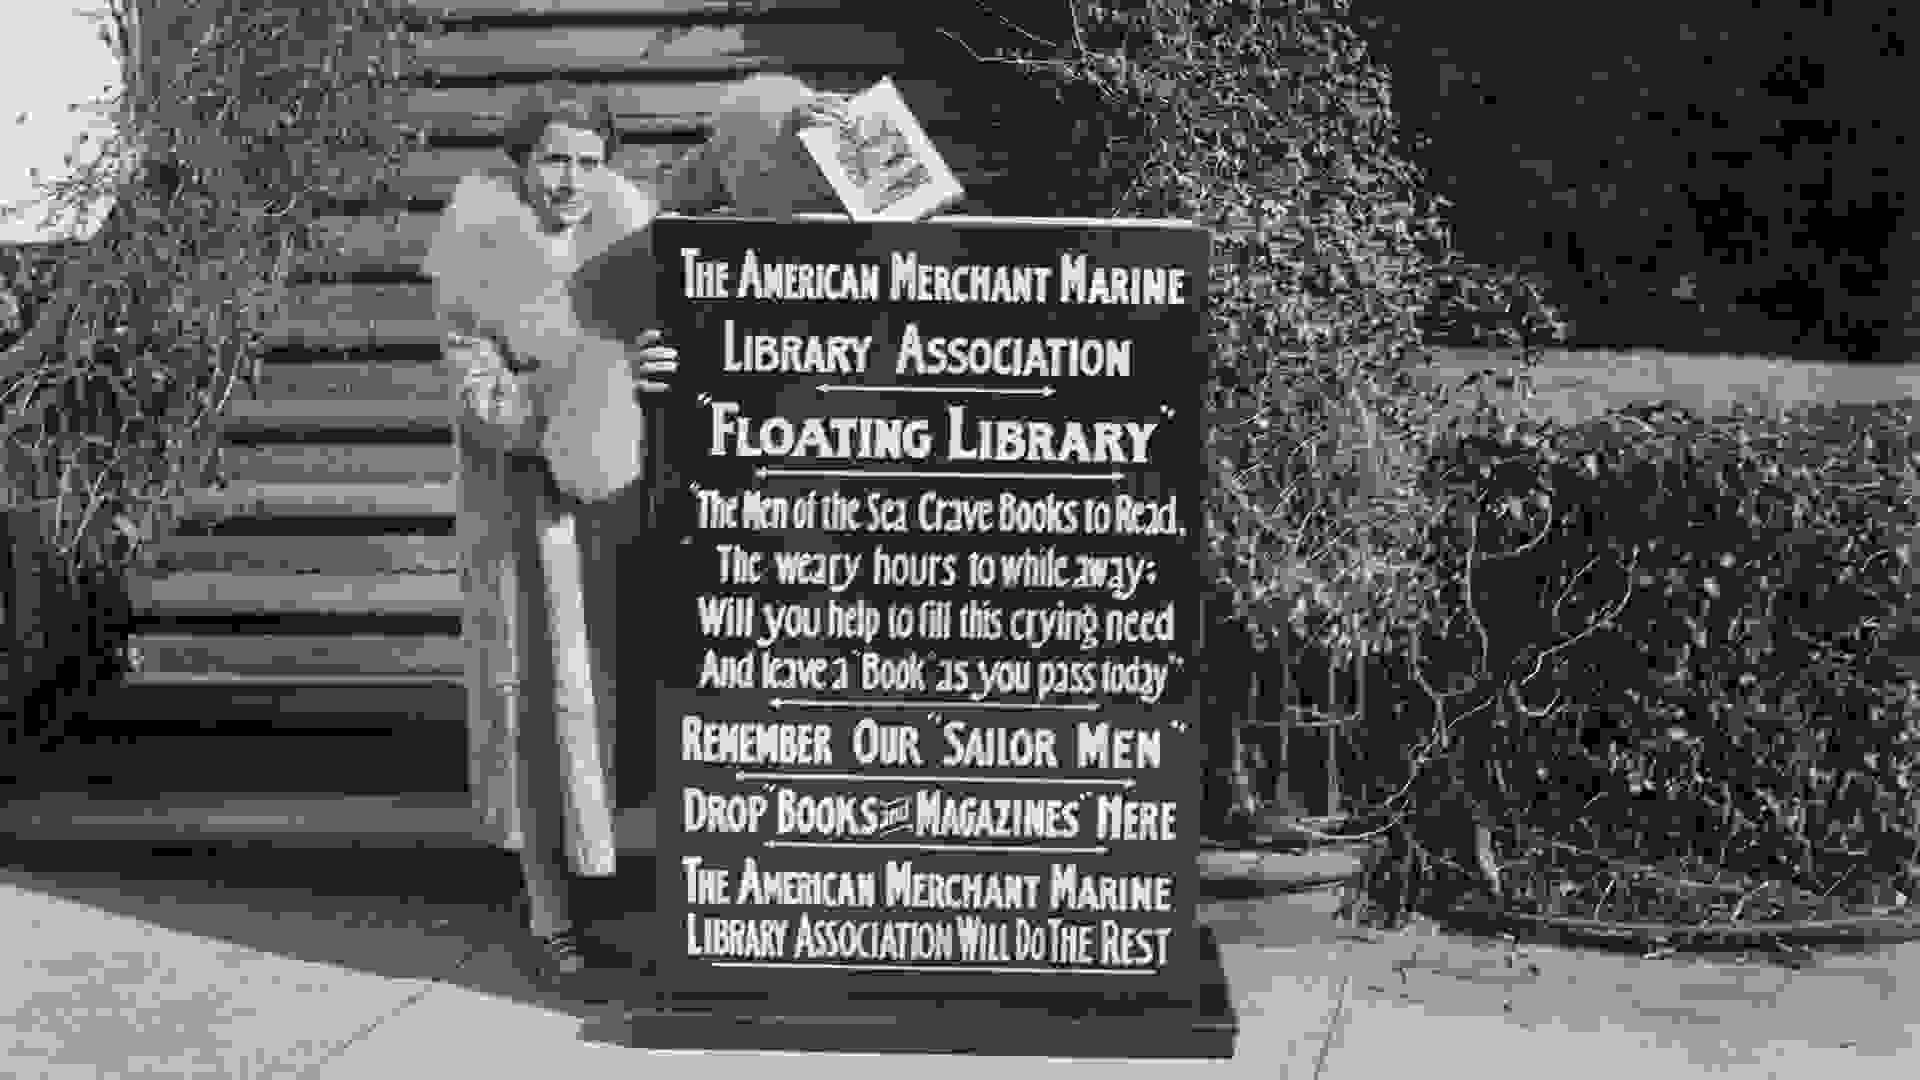 THE AMERICAN MERCHANT MARINE
LIBRARY ASSOCIATION
"FLOATING LIBRARY"
"The Men of the Sea Crave Books to Read,
The weary hours to while away;
Will you help to fill this crying need
And leave a "Book" as you pass today"
REMEMBER OUR "SAILOR MEN"
DROP "BOOKS AND MAGAZINES" HERE
THE AMERICAN MERCHANT MARINE
LIBRARY ASSOCIATION WILL DO THE REST